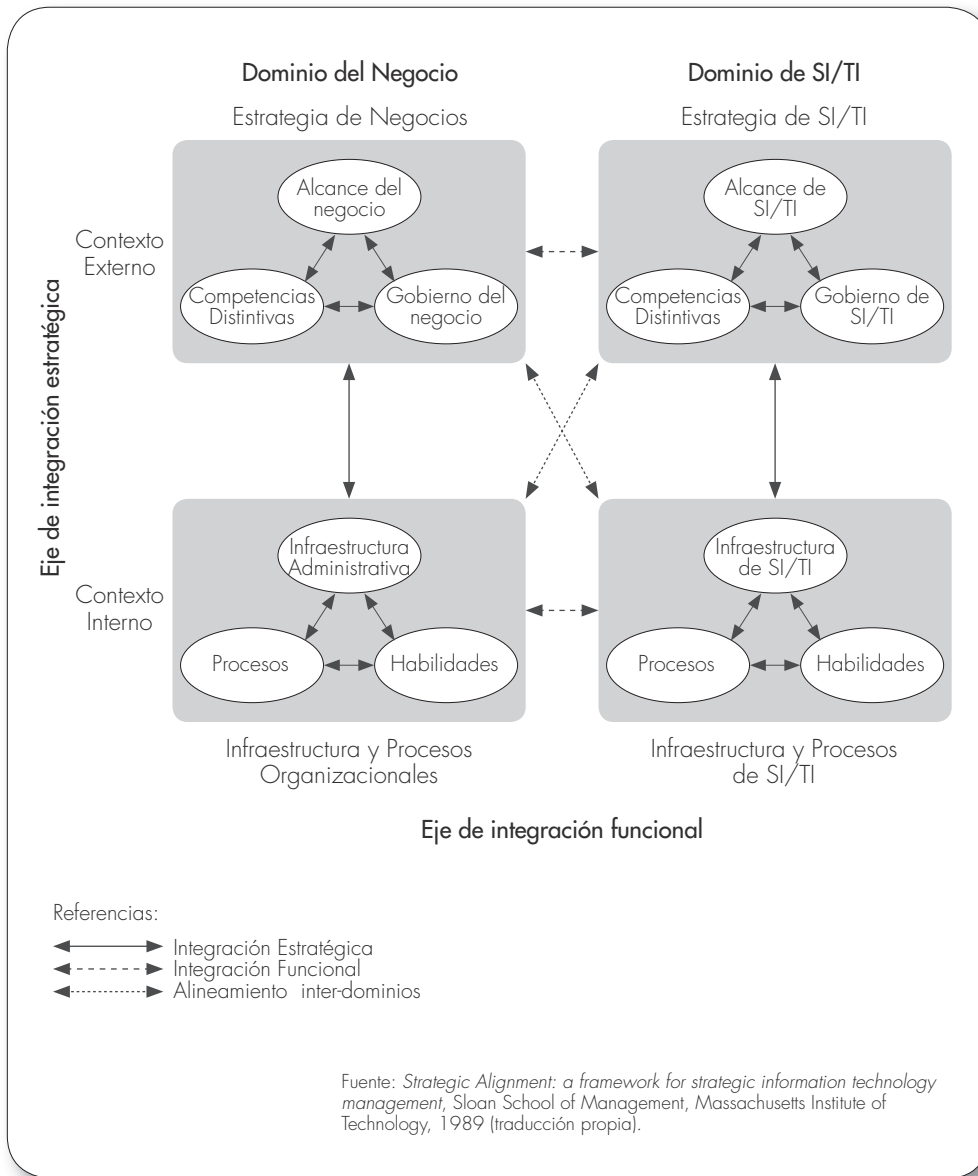 Dominio del Negocio
Dominio de SI/TI
Estrategia de Negocios
Estrategia de SI/TI
Eje de integración estratégica
Contexto
Externo
Alcance del
negocio
Competencias
Distintivas
Gobierno del
negocio
Alcance de
SI/TI
Competencias
Distintivas
Gobierno de
SI/TI
Contexto
Interno
Infraestructura
Administrativa
Procesos
Habilidades
Infraestructura
de SI/TI
Procesos
Habilidades
Infraestructura y Procesos
Organizacionales
Infraestructura y Procesos
de SI/TI
Eje de integración funcional
Referencias:
Integración Estratégica
Integración Funcional
Alineamiento inter-dominios
Fuente: Strategic Alignment: a framework for strategic information technology
management, Sloan School of Management, Massachusetts Institute of
Technology, 1989 (traducción propia).